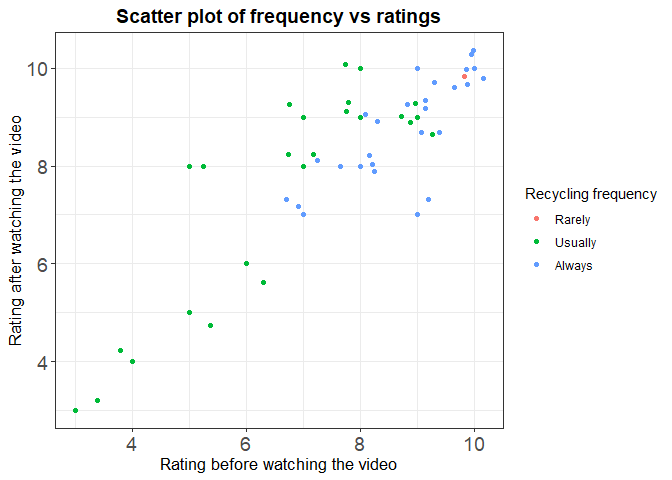 Scatter plot of frequency vs ratings
Rating after watching the video
10
8
6
4
4 6 8 10
Rating before watching the video
Recycling frequency
Rarely
Usually
Always